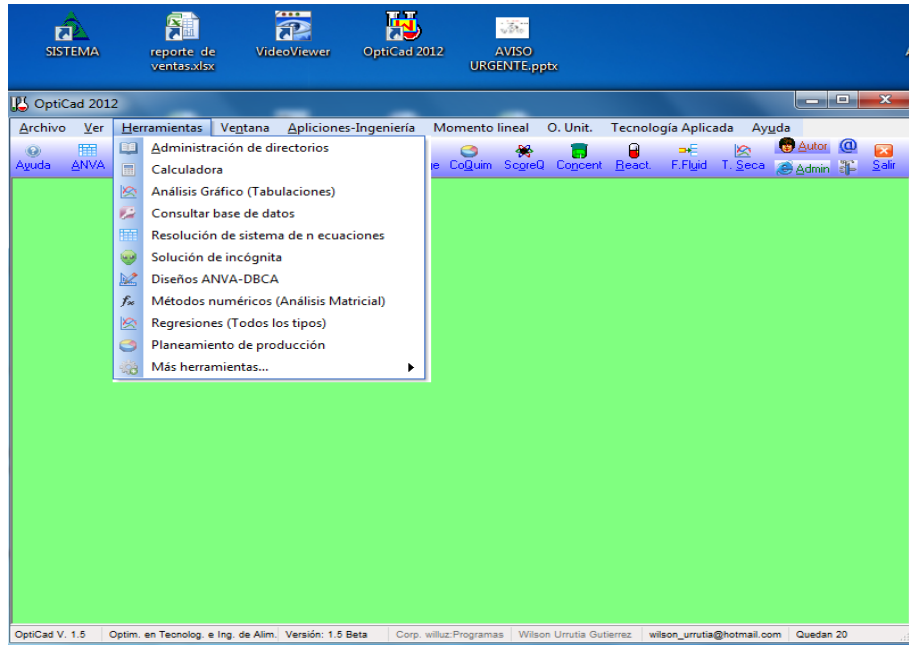 SISTEMA
reporte de ventas.xlsx
VideoViewer
OptiCad 2012
AVISO URGENTE.pptx
OptiCad 2012
Archivo Ver Herramientas Ventana Apliciones-Ingeniería Momento lineal O. Unit. Tecnología Aplicada Ayuda
Ayuda ANVA CoQuim ScoreQ Concent React. F.Fluid T. Seca Autor Admin Salir
Administración de directorios
Calculadora
Análisis Gráfico (Tabulaciones)
Consultar base de datos
Resolución de sistema de n ecuaciones
Solución de incógnita
Diseños ANVA-DBCA
Métodos numéricos (Análisis Matricial)
Regresiones (Todos los tipos)
Planeamiento de producción
Más herramientas...
OptiCad V. 1.5 Optim. en Tecnolog. e Ing. de Alim. Versión: 1.5 Beta Corp. willuz:Programas Wilson Urrutia Gutierrez wilson_urrutia@hotmail.com Quedan 20